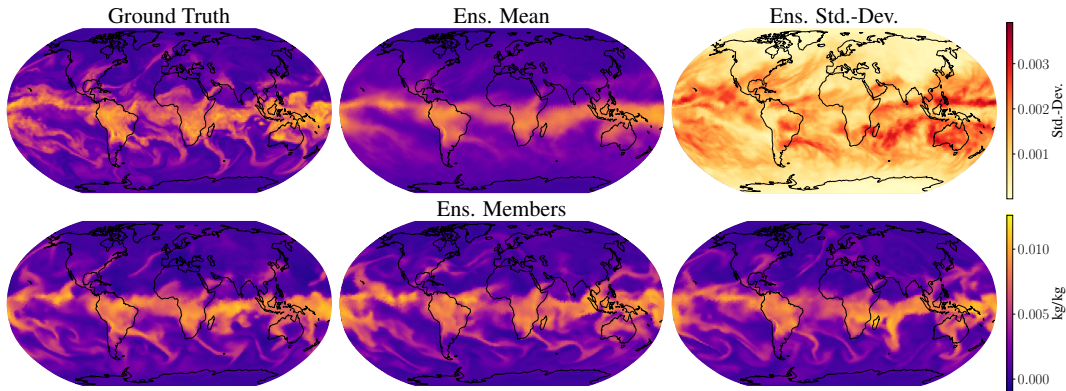 Ground Truth
Ens. Mean
Ens. Std.-Dev.
0.003
0.002
0.001
Std.-Dev.
Ens. Members
0.010
0.005
0.000
kg/kg